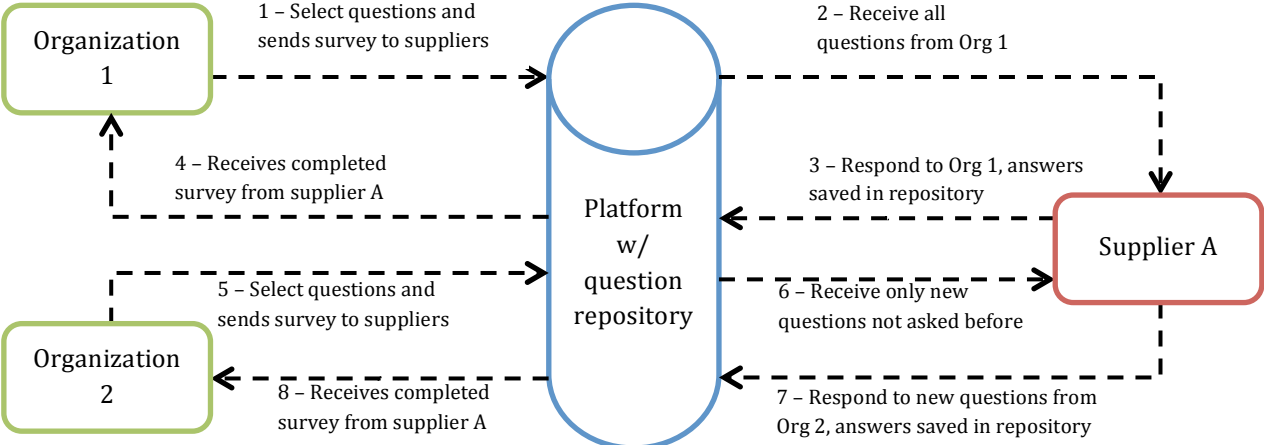 Organization
1
1 – Select questions and
sends survey to suppliers
2 – Receive all
questions from Org 1
4 – Receives completed
survey from supplier A
3 – Respond to Org 1, answers
saved in repository
Platform
w/
question
repository
Supplier A
5 – Select questions and
sends survey to suppliers
6 – Receive only new
questions not asked before
Organization
2
8 – Receives completed
survey from supplier A
7 – Respond to new questions from
Org 2, answers saved in repository